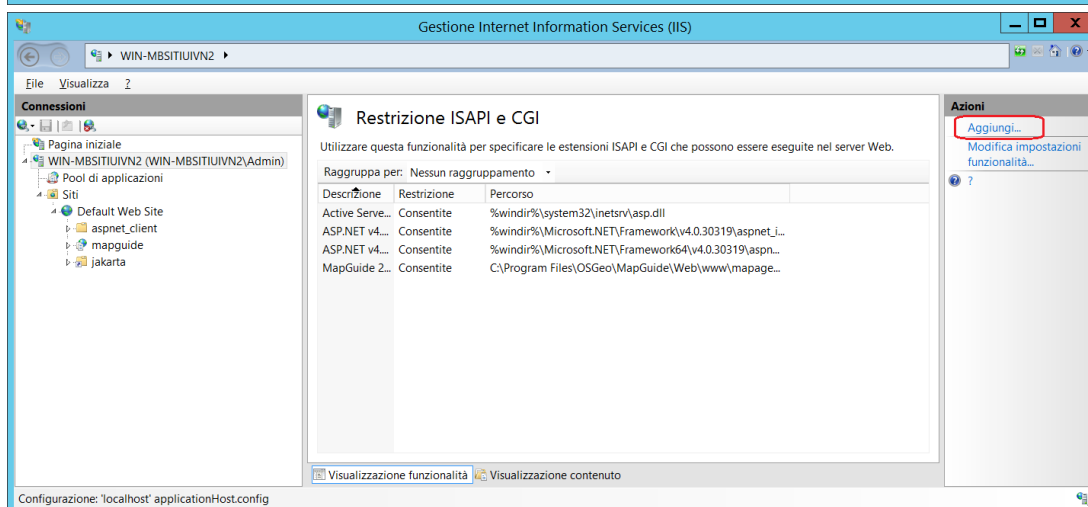 Gestione Internet Information Services (IIS)
WIN-MBSITIUIVN2
File Visualizza ?
Connessioni
Pagina iniziale
WIN-MBSITIUIVN2 (WIN-MBSITIUIVN2\Admin)
Pool di applicazioni
Siti
Default Web Site
aspnet_client
mapguide
jakarta
Restrizione ISAPI e CGI
Utilizzare questa funzionalità per specificare le estensioni ISAPI e CGI che possono essere eseguite nel server Web.
Raggruppa per: Nessun raggruppamento
Descrizione Restrizione Percorso
Active Serve... Consentite %windir%\system32\inetsrv\asp.dll
ASP.NET v4.... Consentite %windir%\Microsoft.NET\Framework\v4.0.30319\aspnet_i...
ASP.NET v4.... Consentite %windir%\Microsoft.NET\Framework64\v4.0.30319\aspn...
MapGuide 2... Consentite C:\Program Files\OSGeo\MapGuide\Web\www\mapage...
Visualizzazione funzionalità Visualizzazione contenuto
Azioni
Aggiungi...
Modifica impostazioni
funzionalità...
?
Configurazione: 'localhost' applicationHost.config